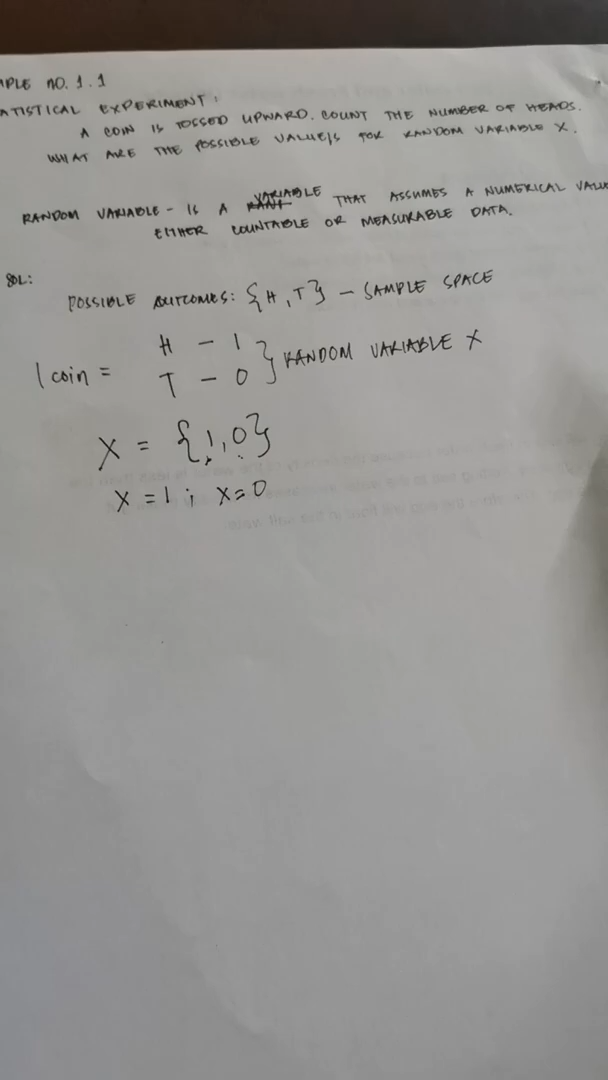 MPLE NO. 1.1
ATISTICAL EXPERIMENT:
A COIN IS TOSSED UPWARD. COUNT THE NUMBER OF HEADS.
WHAT ARE THE POSSIBLE VALUE/S FOR RANDOM VARIABLE X.
RANDOM VARIABLE - IS A VARIABLE THAT ASSUMES A NUMERICAL VALU
EITHER COUNTABLE OR MEASURABLE DATA.
SOL:
POSSIBLE OUTCOMES: {H, T} - SAMPLE SPACE
H - 1
1 coin = } RANDOM VARIABLE X
T - 0
X = {1, 0}
X = 1 ; X = 0